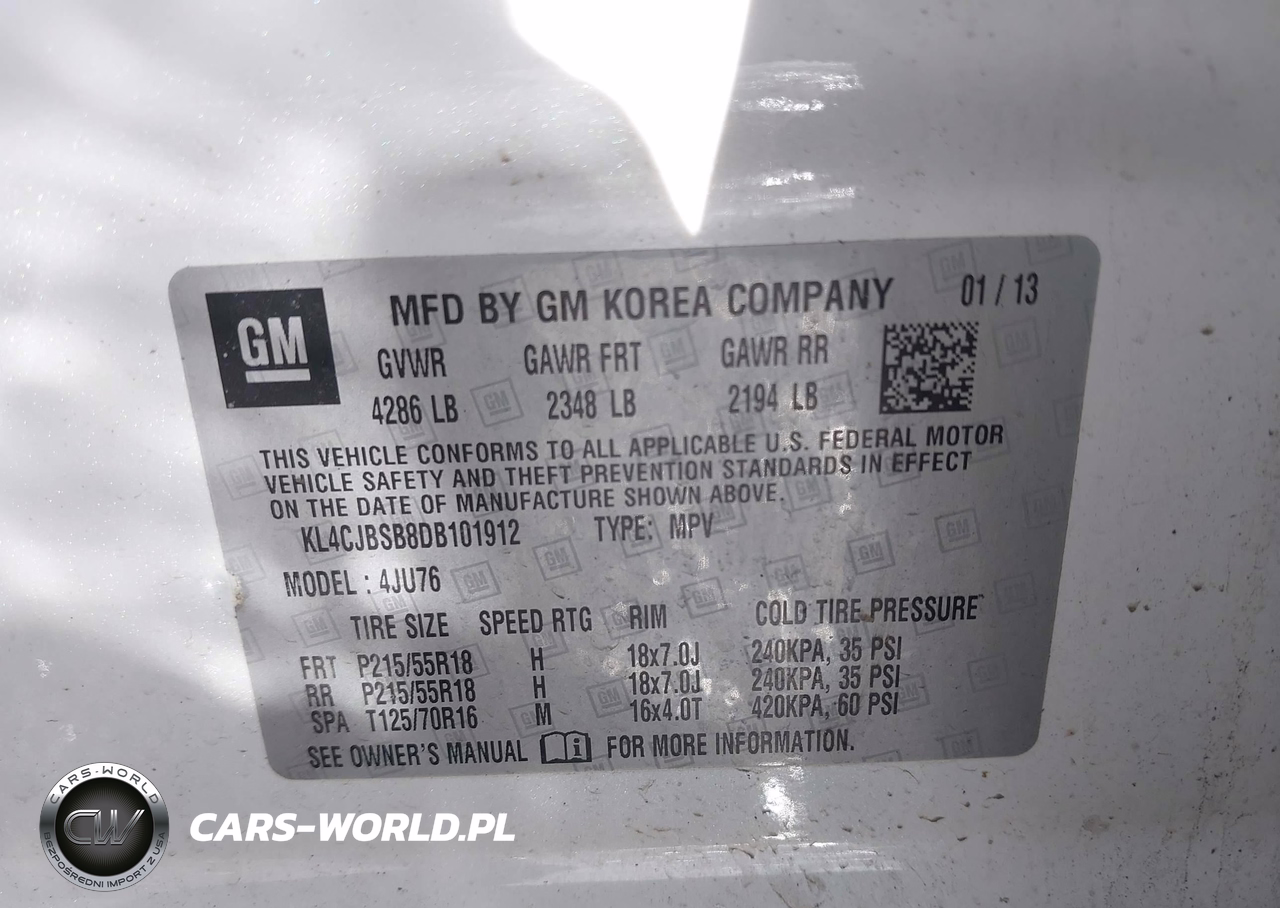 GM
MFD BY GM KOREA COMPANY 01 / 13
GVWR GAWR FRT GAWR RR
4286 LB 2348 LB 2194 LB
THIS VEHICLE CONFORMS TO ALL APPLICABLE U.S. FEDERAL MOTOR
VEHICLE SAFETY AND THEFT PREVENTION STANDARDS IN EFFECT
ON THE DATE OF MANUFACTURE SHOWN ABOVE.
KL4CJBSB8DB101912 TYPE: MPV
MODEL : 4JU76
TIRE SIZE SPEED RTG RIM COLD TIRE PRESSURE
FRT P215/55R18 H 18x7.0J 240KPA, 35 PSI
RR P215/55R18 H 18x7.0J 240KPA, 35 PSI
SPA T125/70R16 M 16x4.0T 420KPA, 60 PSI
SEE OWNER'S MANUAL FOR MORE INFORMATION.
CARS-WORLD
CW
BEZPOŚREDNI IMPORT Z USA
CARS-WORLD.PL